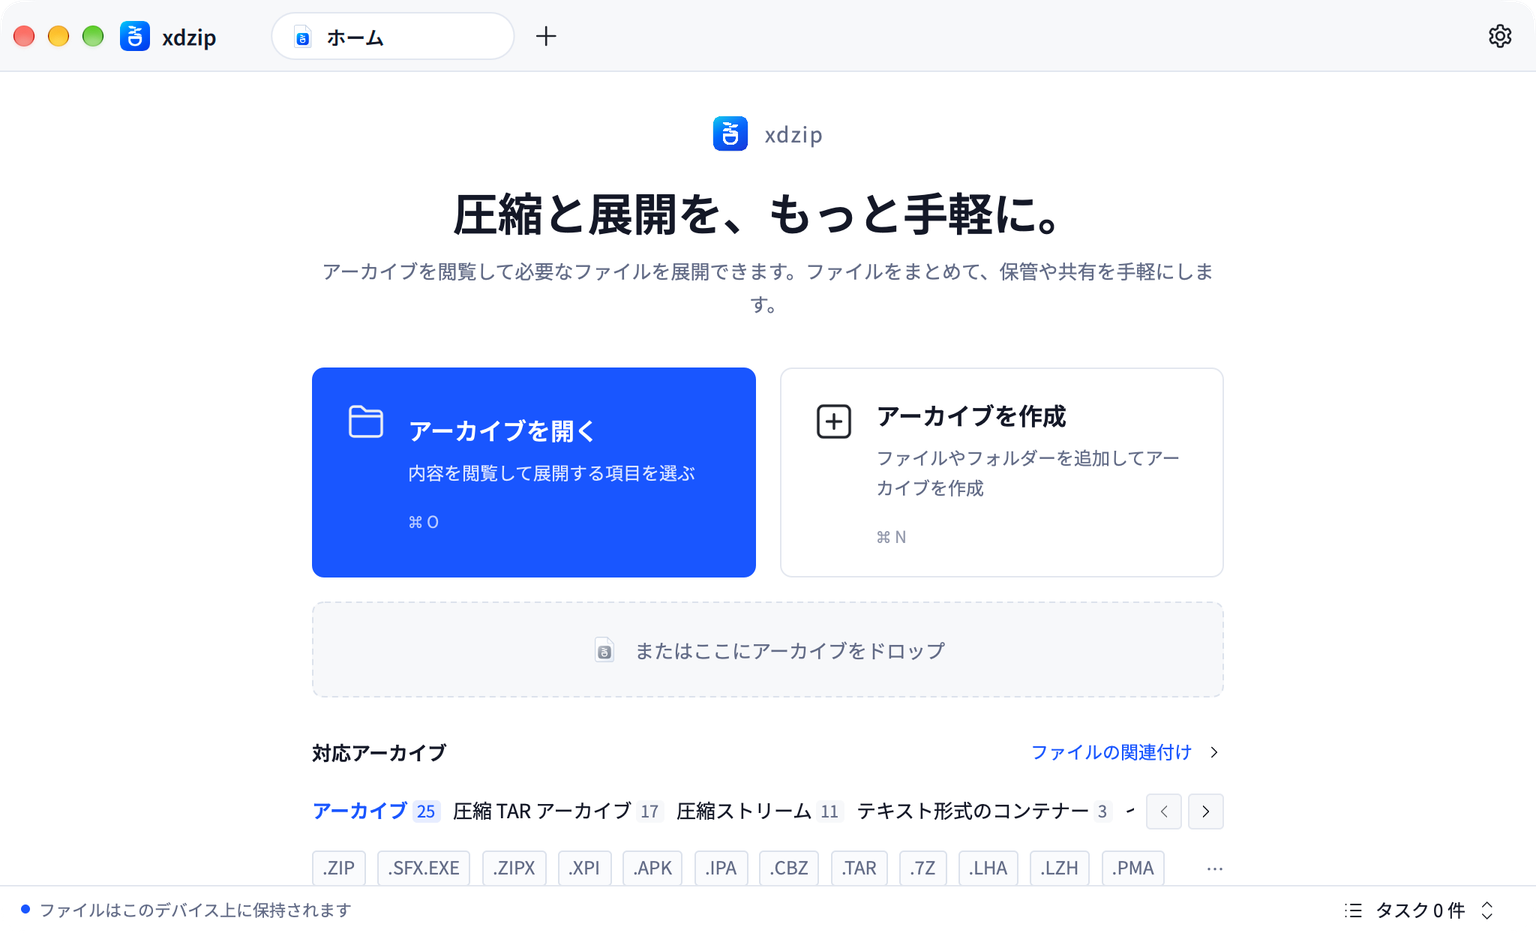 xdzip
ホーム
xdzip
圧縮と展開を、もっと手軽に。
アーカイブを閲覧して必要なファイルを展開できます。ファイルをまとめて、保管や共有を手軽にしま
す。
アーカイブを開く
内容を閲覧して展開する項目を選ぶ
⌘ O
アーカイブを作成
ファイルやフォルダーを追加してアー
カイブを作成
⌘ N
またはここにアーカイブをドロップ
対応アーカイブ
ファイルの関連付け
アーカイブ 25 圧縮 TAR アーカイブ 17 圧縮ストリーム 11 テキスト形式のコンテナー 3
.ZIP .SFX.EXE .ZIPX .XPI .APK .IPA .CBZ .TAR .7Z .LHA .LZH .PMA ...
ファイルはこのデバイス上に保持されます
タスク 0 件